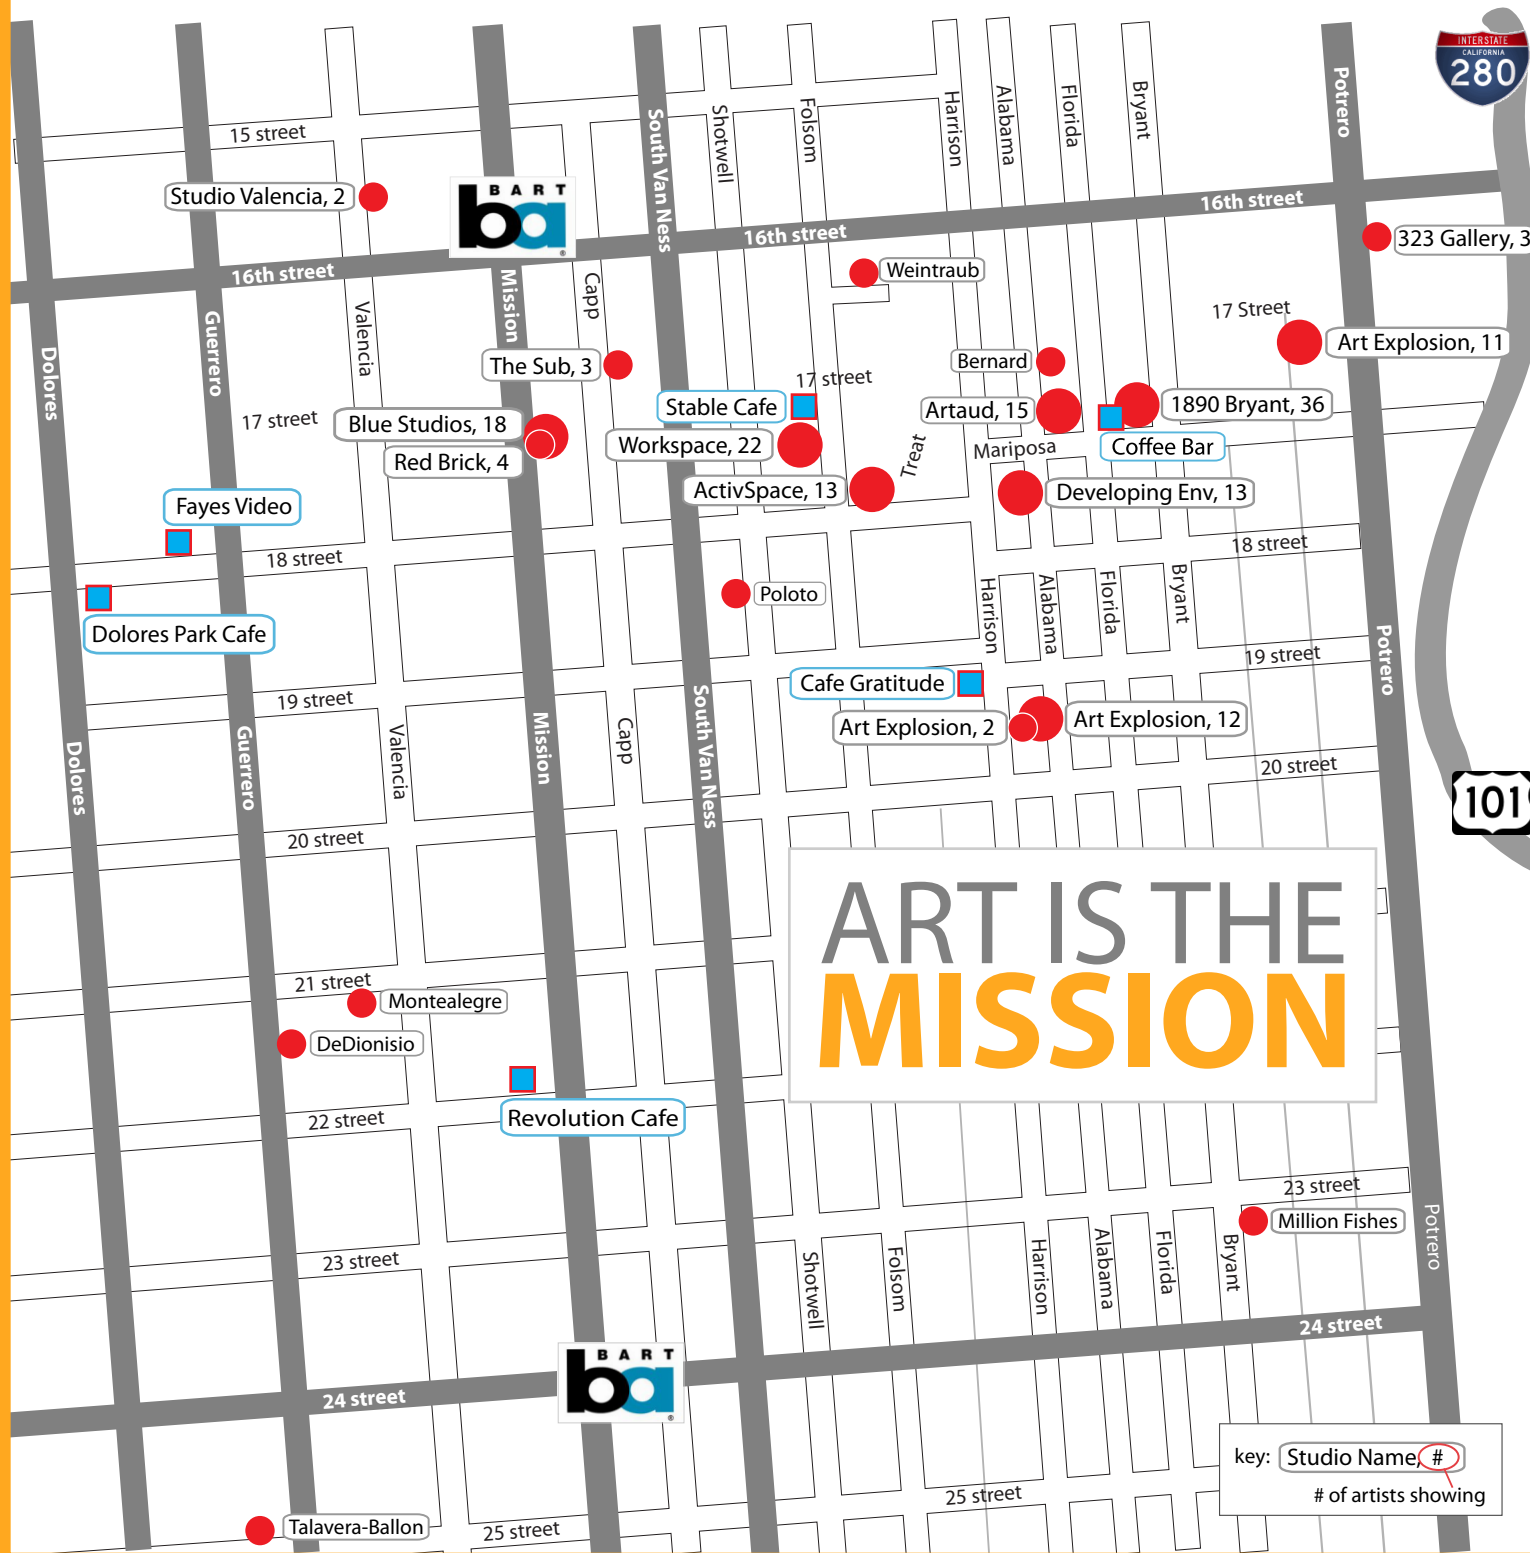 INTERSTATE
CALIFORNIA
280
15 street
South Van Ness
Shotwell
Folsom
Harrison
Alabama
Florida
Bryant
Potrero
Studio Valencia, 2
BART
ba
®
16th street
16th street
16th street
323 Gallery, 3
Weintraub
Mission
Capp
Valencia
Guerrero
Dolores
17 Street
Art Explosion, 11
The Sub, 3
Bernard
17 street
Stable Cafe
Artaud, 15
1890 Bryant, 36
17 street
Blue Studios, 18
Workspace, 22
Mariposa
Coffee Bar
Red Brick, 4
Treat
ActivSpace, 13
Developing Env, 13
Fayes Video
18 street
18 street
Dolores Park Cafe
Poloto
Harrison
Alabama
Florida
Bryant
Potrero
19 street
Cafe Gratitude
19 street
Art Explosion, 2
Art Explosion, 12
Dolores
Guerrero
Valencia
Mission
Capp
South Van Ness
20 street
101
20 street
ART IS THE
MISSION
21 street
Montealegre
DeDionisio
Revolution Cafe
22 street
23 street
Million Fishes
23 street
Shotwell
Folsom
Harrison
Alabama
Florida
Bryant
Potrero
24 street
BART
ba
®
24 street
key: Studio Name, #
# of artists showing
25 street
Talavera-Ballon
25 street